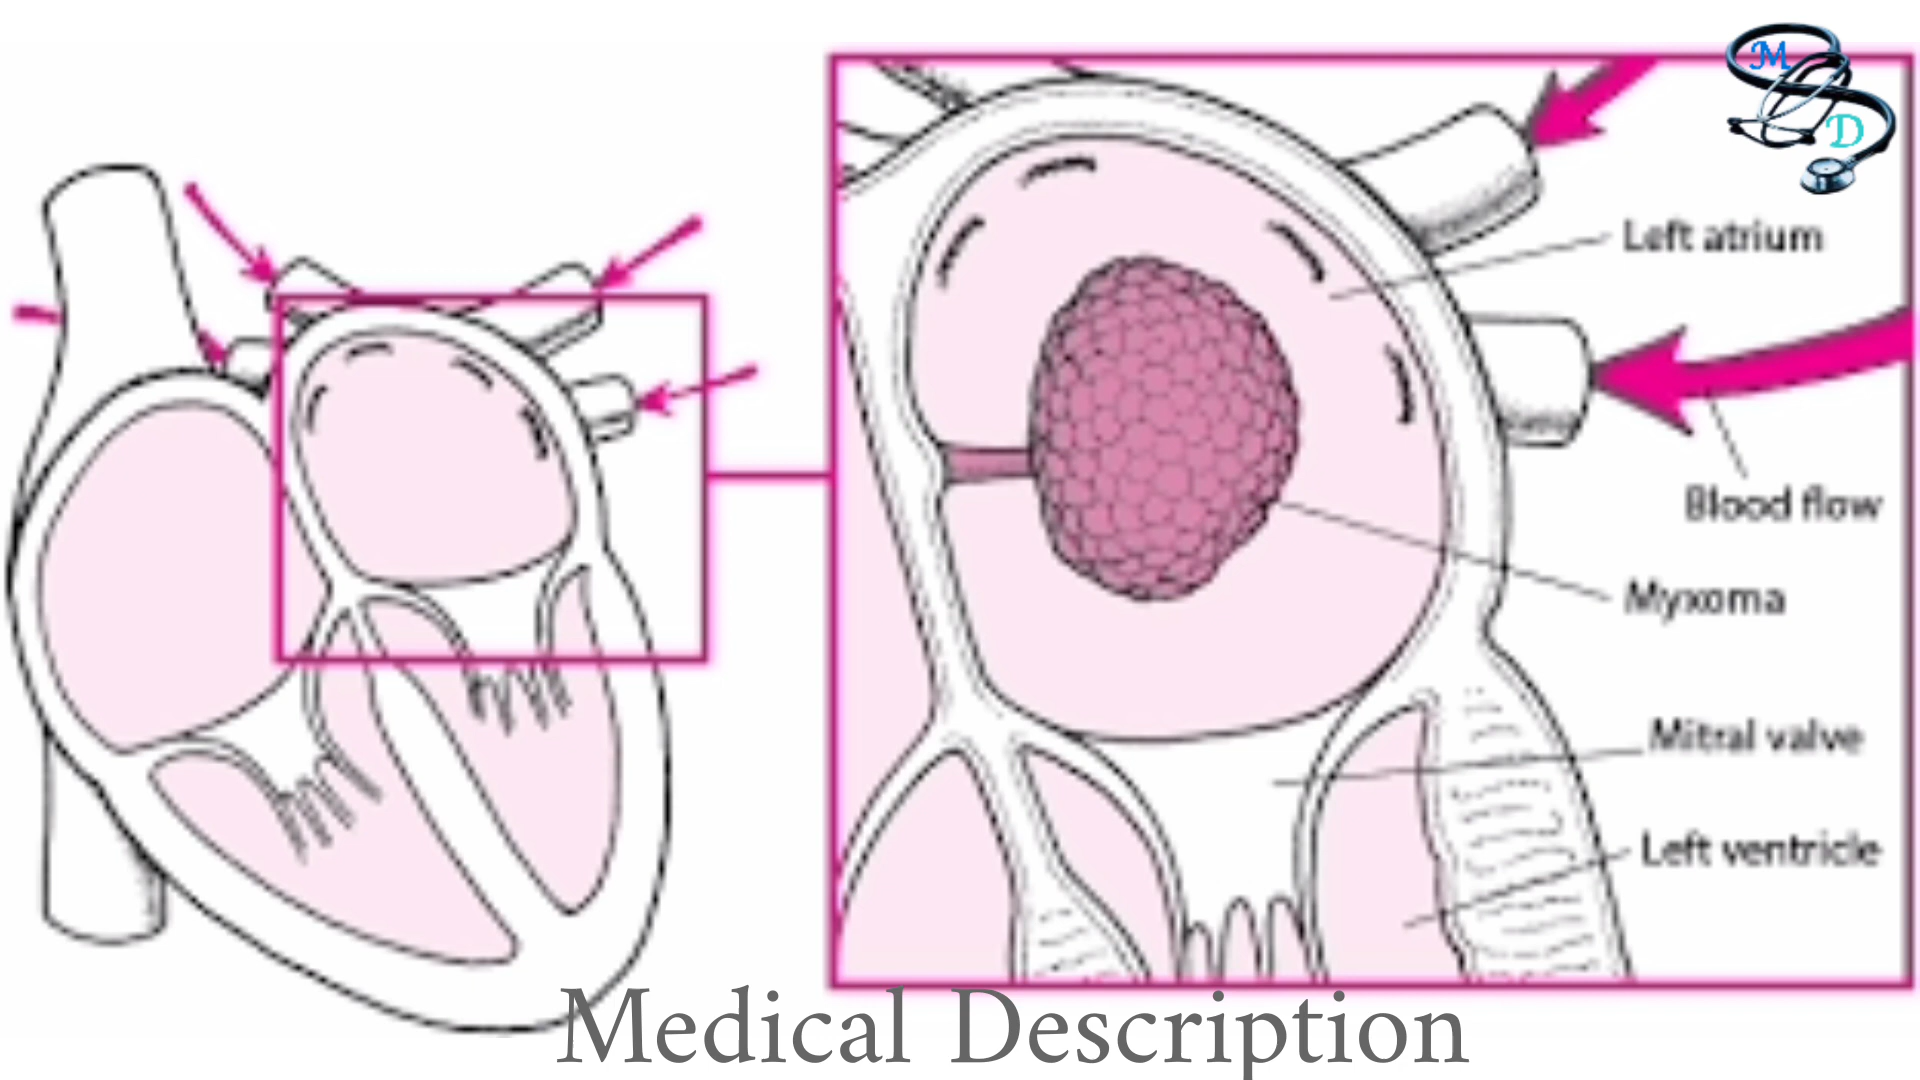 M
D
Left atrium
Blood flow
Myxoma
Mitral valve
Left ventricle
Medical Description